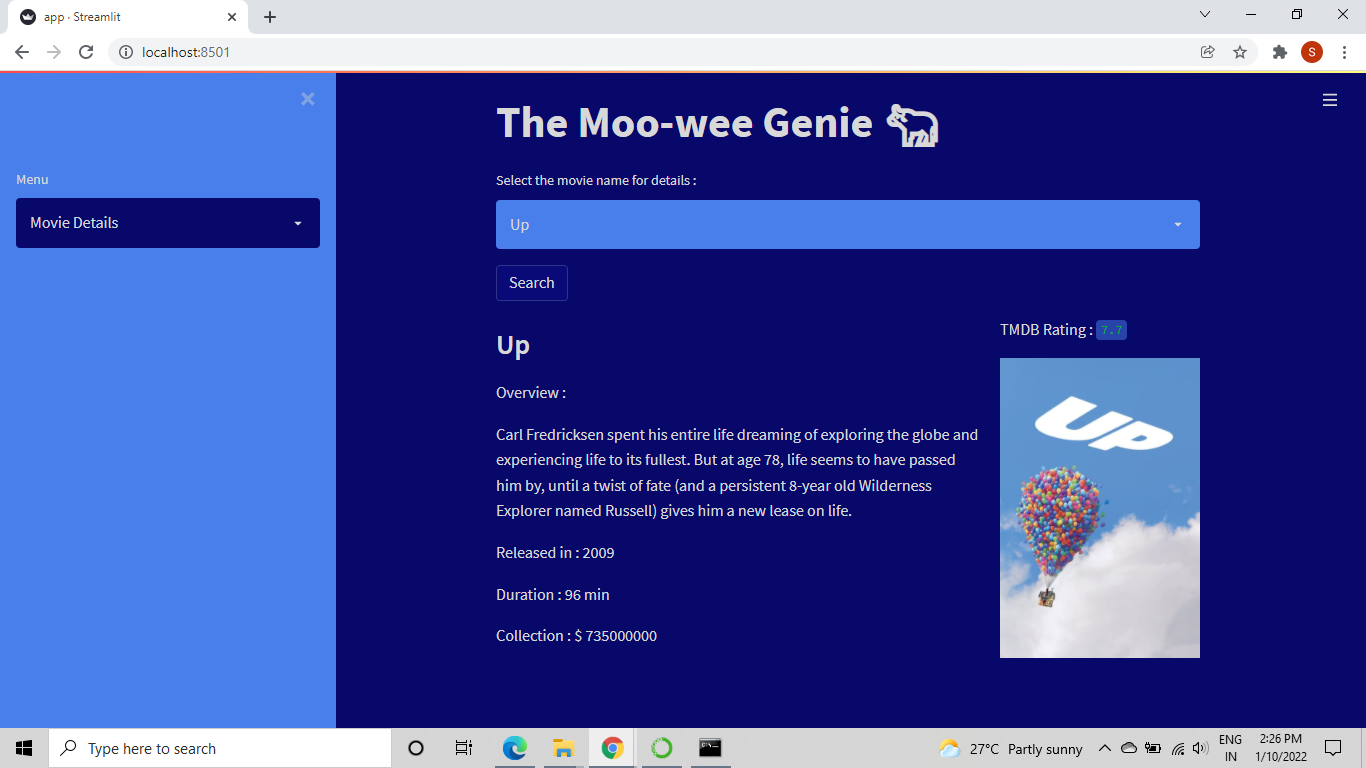 app · Streamlit
localhost:8501
S
The Moo-wee Genie
Menu
Select the movie name for details :
Movie Details
Up
Search
TMDB Rating : 7.7
Up
Overview :
Carl Fredricksen spent his entire life dreaming of exploring the globe and
experiencing life to its fullest. But at age 78, life seems to have passed
him by, until a twist of fate (and a persistent 8-year old Wilderness
Explorer named Russell) gives him a new lease on life.
Released in : 2009
Duration : 96 min
Collection : $ 735000000
UP
Type here to search
27°C Partly sunny
ENG
IN
2:26 PM
1/10/2022